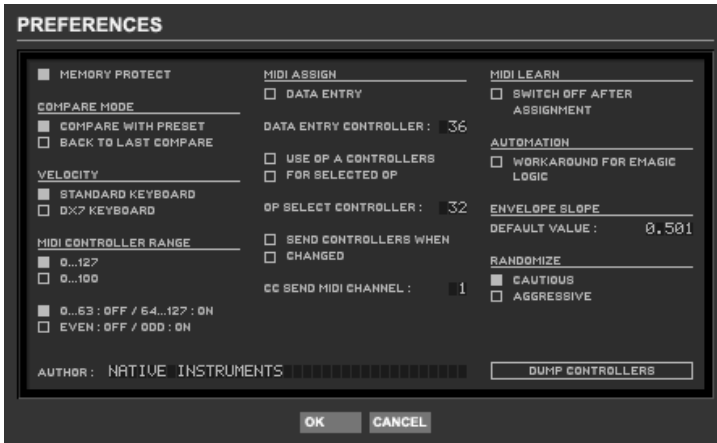 PREFERENCES
MEMORY PROTECT
COMPARE MODE
COMPARE WITH PRESET
BACK TO LAST COMPARE
VELOCITY
STANDARD KEYBOARD
DX7 KEYBOARD
MIDI CONTROLLER RANGE
0...127
0...100
0...63 : OFF / 64...127 : ON
EVEN : OFF / ODD : ON
MIDI ASSIGN
DATA ENTRY
DATA ENTRY CONTROLLER : 36
USE OP A CONTROLLERS
FOR SELECTED OP
OP SELECT CONTROLLER : 32
SEND CONTROLLERS WHEN
CHANGED
CC SEND MIDI CHANNEL : 1
MIDI LEARN
SWITCH OFF AFTER
ASSIGNMENT
AUTOMATION
WORKAROUND FOR EMAGIC
LOGIC
ENVELOPE SLOPE
DEFAULT VALUE : 0.501
RANDOMIZE
CAUTIOUS
AGGRESSIVE
AUTHOR : NATIVE INSTRUMENTS
DUMP CONTROLLERS
OK CANCEL